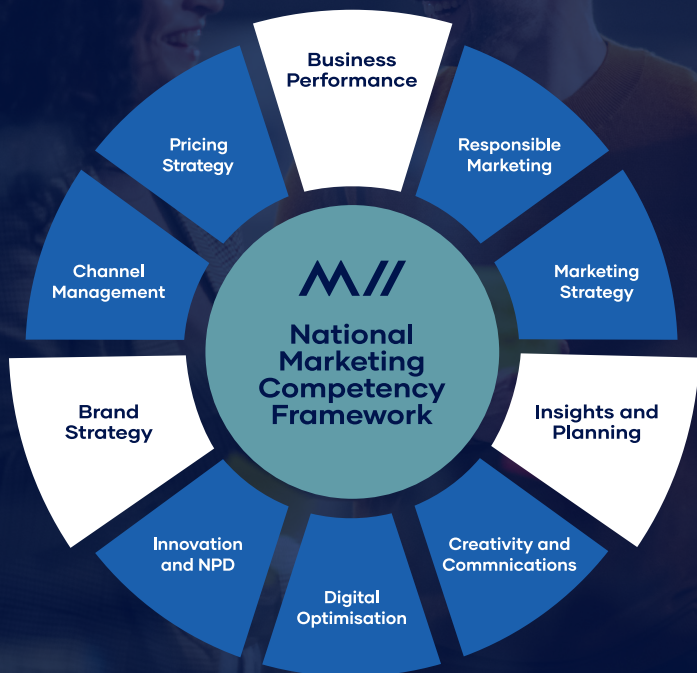 Business
Performance
Responsible
Marketing
Marketing
Strategy
Insights and
Planning
Creativity and
Commnications
Digital
Optimisation
Innovation
and NPD
Brand
Strategy
Channel
Management
Pricing
Strategy
MII
National
Marketing
Competency
Framework